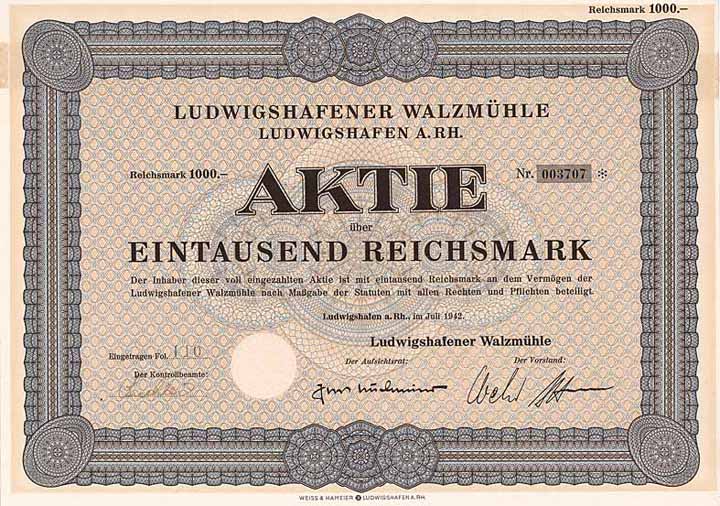 Reichsmark 1000.–
LUDWIGSHAFENER WALZMÜHLE
LUDWIGSHAFEN A. RH.
Reichsmark 1000.– AKTIE Nr. 003707 ✻
über
EINTAUSEND REICHSMARK
Der Inhaber dieser voll eingezahlten Aktie ist mit eintausend Reichsmark an dem Vermögen der
Ludwigshafener Walzmühle nach Maßgabe der Statuten mit allen Rechten und Pflichten beteiligt.
Ludwigshafen a. Rh., im Juli 1942.
Ludwigshafener Walzmühle
Der Aufsichtsrat: Der Vorstand:
Eingetragen Fol. 110
Der Kontrollbeamte:
WEISS & HAMEIER LUDWIGSHAFEN A. RH.